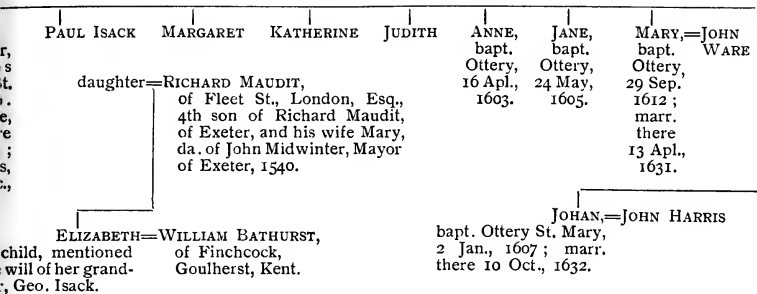 PAUL ISACK MARGARET KATHERINE JUDITH
ANNE,
bapt.
Ottery,
16 Apl.,
1603.
JANE,
bapt.
Ottery,
24 May,
1605.
MARY,=JOHN
bapt. WARE
Ottery,
29 Sep.
1612 ;
marr.
there
13 Apl.,
1631.
daughter=RICHARD MAUDIT,
of Fleet St., London, Esq.,
4th son of Richard Maudit,
of Exeter, and his wife Mary,
da. of John Midwinter, Mayor
of Exeter, 1540.
ELIZABETH=WILLIAM BATHURST,
child, mentioned of Finchcock,
will of her grand- Goulherst, Kent.
Geo. Isack.
JOHAN,=JOHN HARRIS
bapt. Ottery St. Mary,
2 Jan., 1607 ; marr.
there 10 Oct., 1632.